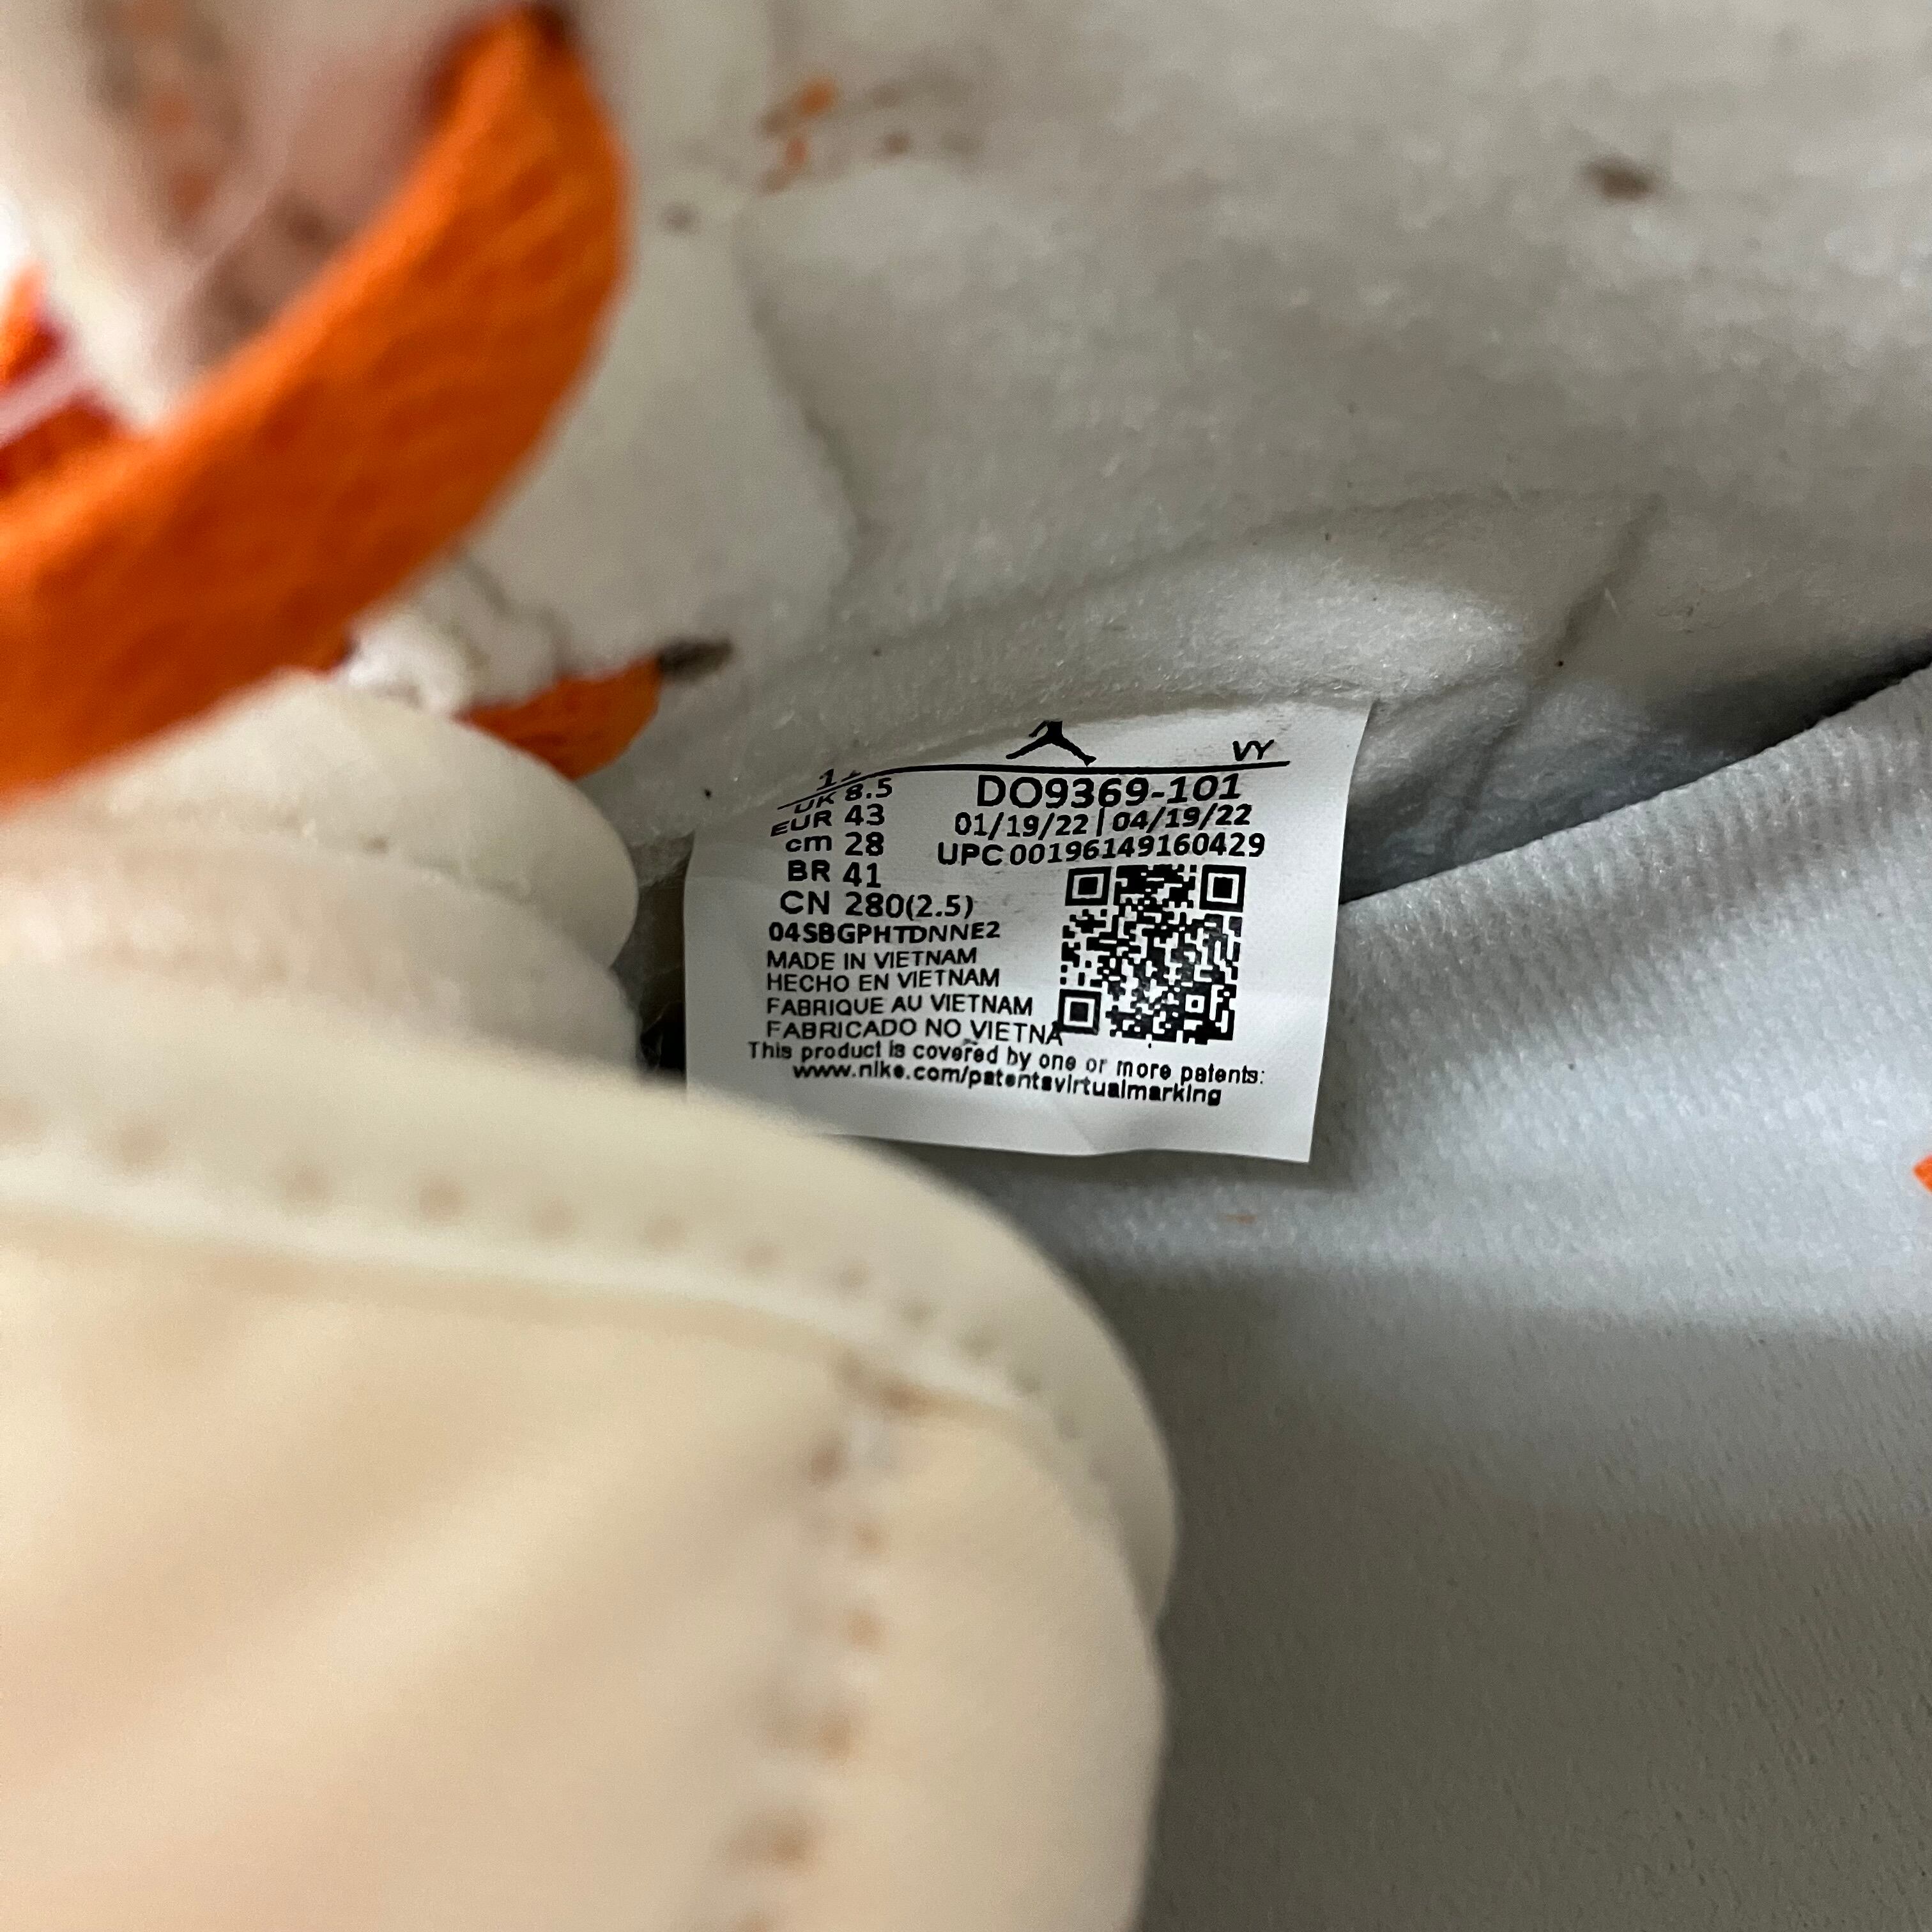 VY
UK 8.5
EUR 43
cm 28
BR 41
CN 280(2.5)
DO9369-101
01/19/22 | 04/19/22
UPC 00196149160429
04SBGPHTDNNE2
MADE IN VIETNAM
HECHO EN VIETNAM
FABRIQUE AU VIETNAM
FABRICADO NO VIETNA
This product is covered by one or more patents:
www.nike.com/patentsvirtualmarking